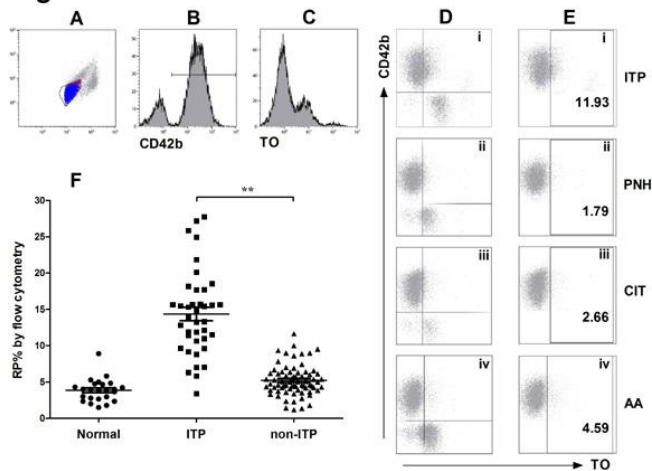 A
B
C
D
E
CD42b
TO
CD42b
i
i
ITP
11.93
ii
ii
PNH
1.79
iii
iii
CIT
2.66
iv
iv
AA
4.59
TO
F
**
RP% by flow cytometry
30
25
20
15
10
5
0
Normal
ITP
non-ITP